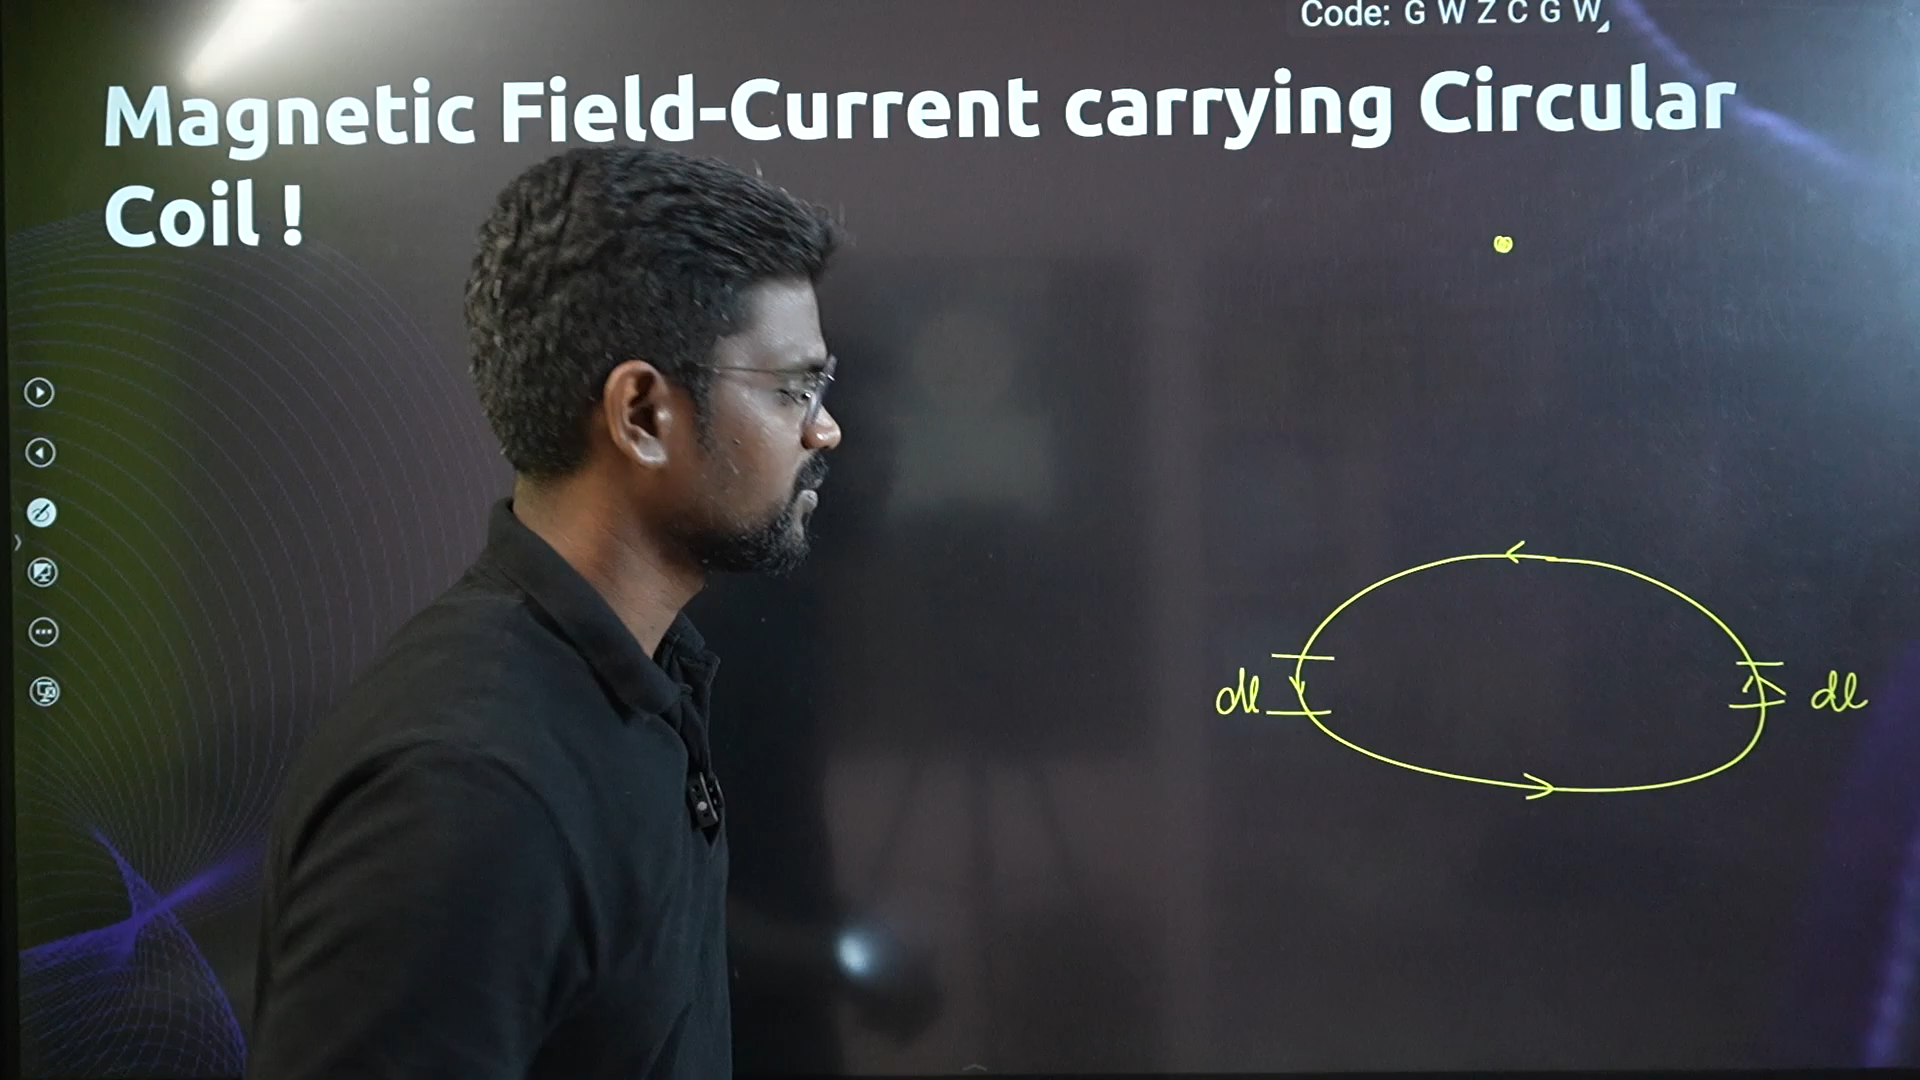 Code: G W Z C G W
Magnetic Field-Current carrying Circular
Coil !
dl
dl